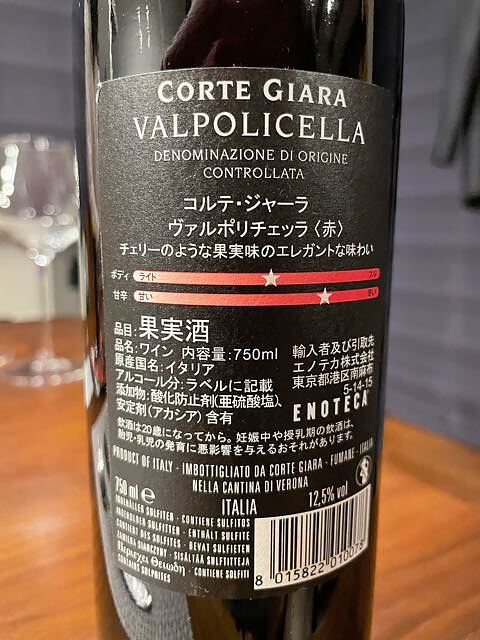 CORTE GIARA
VALPOLICELLA
DENOMINAZIONE DI ORIGINE
CONTROLLATA
コルテ・ジャーラ
ヴァルポリチェッラ〈赤〉
チェリーのような果実味のエレガントな味わい
ボディ ライト フル
甘辛 甘い 辛い
品目:果実酒
品名:ワイン 内容量:750ml
原産国名:イタリア
アルコール分:ラベルに記載
添加物:酸化防止剤(亜硫酸塩)、
安定剤(アカシア)含有
輸入者及び引取先
エノテカ株式会社
東京都港区南麻布
5-14-15
ENOTECA
飲酒は20歳になってから。妊娠中や授乳期の飲酒は、
胎児・乳児の発育に悪影響を与えるおそれがあります。
PRODUCT OF ITALY - IMBOTTIGLIATO DA CORTE GIARA - FUMANE - ITALIA
NELLA CANTINA DI VERONA
ITALIA
750 ml e
12,5% vol
ENTHÄLT SULFITE
CONTIENE SULFITOS
CONTIENT DES SULFITES - BEVAT SULFIETEN
SISÄLTÄÄ SULFIITTEJA
Περιέχει Θειώδη - CONTIENE SULFITI
CONTAINS SULPHITES
8 015822 010078